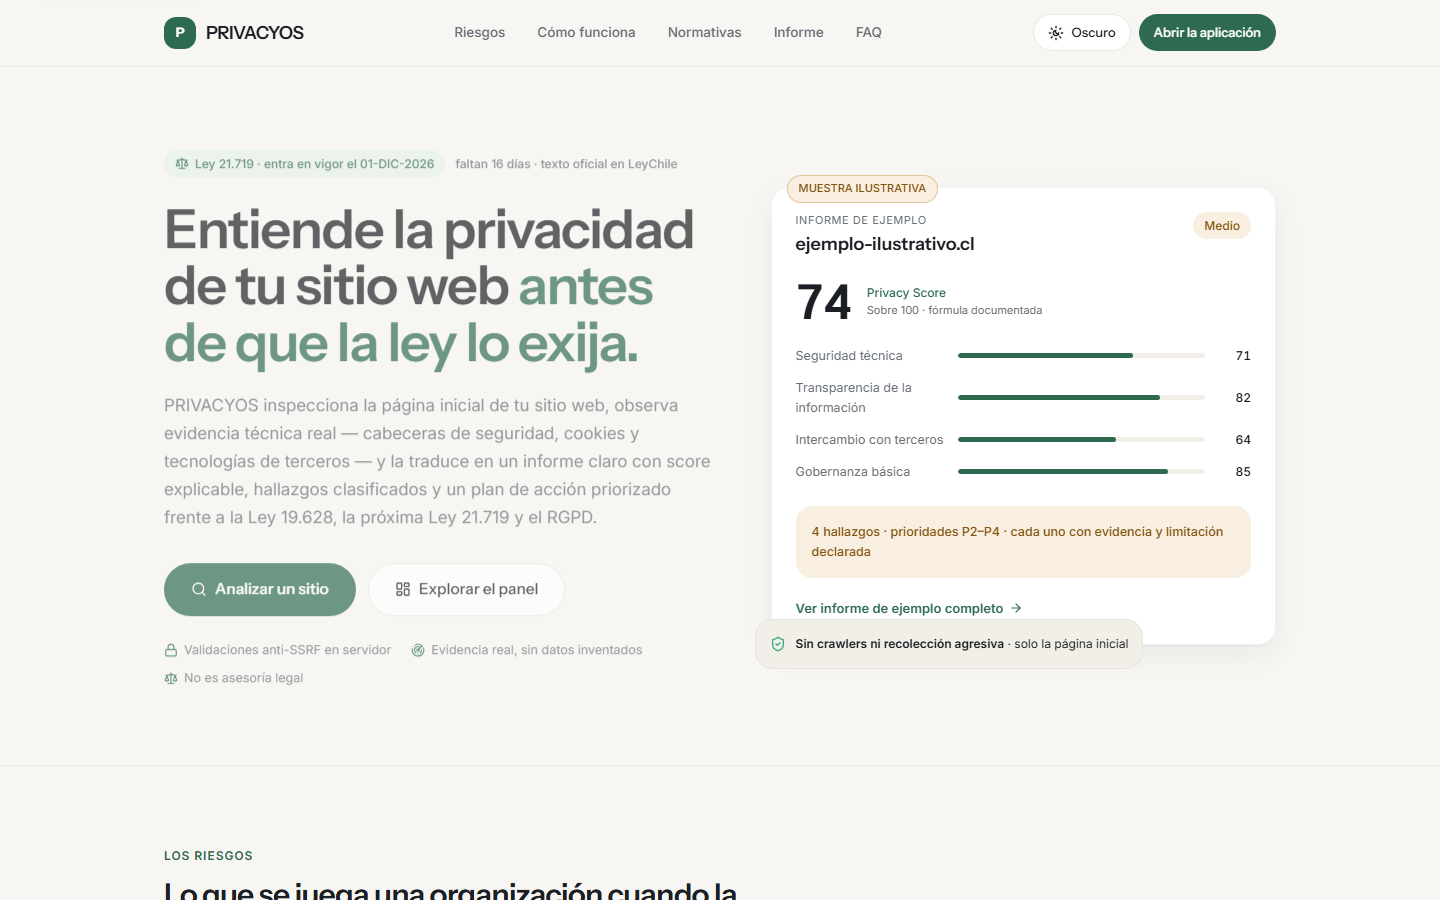 P PRIVACYOS
Riesgos
Cómo funciona
Normativas
Informe
FAQ
Oscuro
Abrir la aplicación
Ley 21.719 · entra en vigor el 01-DIC-2026
faltan 16 días · texto oficial en LeyChile
Entiende la privacidad
de tu sitio web antes
de que la ley lo exija.
PRIVACYOS inspecciona la página inicial de tu sitio web, observa
evidencia técnica real — cabeceras de seguridad, cookies y
tecnologías de terceros — y la traduce en un informe claro con score
explicable, hallazgos clasificados y un plan de acción priorizado
frente a la Ley 19.628, la próxima Ley 21.719 y el RGPD.
Analizar un sitio
Explorar el panel
Validaciones anti-SSRF en servidor
Evidencia real, sin datos inventados
No es asesoría legal
MUESTRA ILUSTRATIVA
INFORME DE EJEMPLO
ejemplo-ilustrativo.cl
Medio
74
Privacy Score
Sobre 100 · fórmula documentada
Seguridad técnica 71
Transparencia de la
información 82
Intercambio con terceros 64
Gobernanza básica 85
4 hallazgos · prioridades P2–P4 · cada uno con evidencia y limitación
declarada
Ver informe de ejemplo completo
Sin crawlers ni recolección agresiva · solo la página inicial
LOS RIESGOS
Lo que se juega una organización cuando la